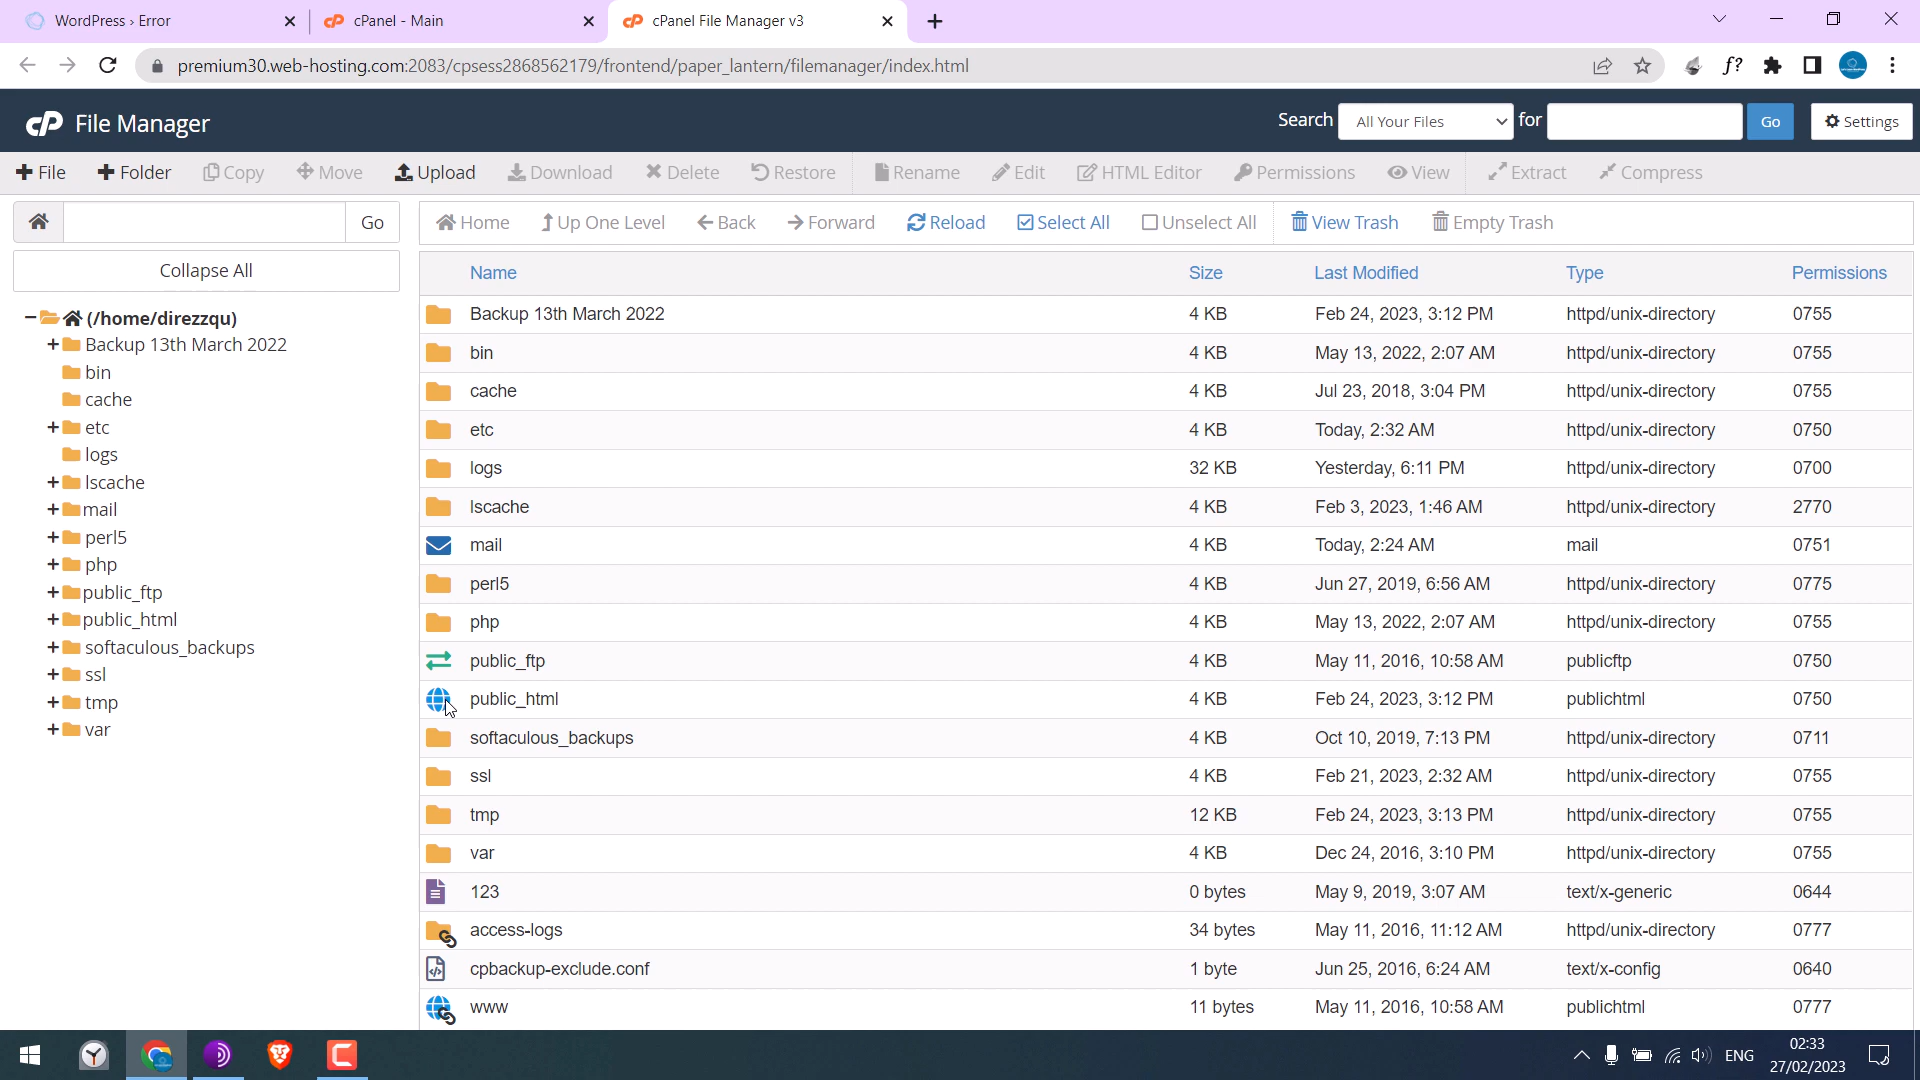 WordPress › Error
cPanel - Main
cPanel File Manager v3
premium30.web-hosting.com:2083/cpsess2868562179/frontend/paper_lantern/filemanager/index.html
f?
cP File Manager
Search All Your Files for Go Settings
File Folder Copy Move Upload Download Delete Restore Rename Edit HTML Editor Permissions View Extract Compress
Go
Home Up One Level Back Forward Reload Select All Unselect All View Trash Empty Trash
Collapse All
(/home/direzzqu)
Backup 13th March 2022
bin
cache
etc
logs
lscache
mail
perl5
php
public_ftp
public_html
softaculous_backups
ssl
tmp
var
Name Size Last Modified Type Permissions
Backup 13th March 2022 4 KB Feb 24, 2023, 3:12 PM httpd/unix-directory 0755
bin 4 KB May 13, 2022, 2:07 AM httpd/unix-directory 0755
cache 4 KB Jul 23, 2018, 3:04 PM httpd/unix-directory 0755
etc 4 KB Today, 2:32 AM httpd/unix-directory 0750
logs 32 KB Yesterday, 6:11 PM httpd/unix-directory 0700
lscache 4 KB Feb 3, 2023, 1:46 AM httpd/unix-directory 2770
mail 4 KB Today, 2:24 AM mail 0751
perl5 4 KB Jun 27, 2019, 6:56 AM httpd/unix-directory 0775
php 4 KB May 13, 2022, 2:07 AM httpd/unix-directory 0755
public_ftp 4 KB May 11, 2016, 10:58 AM publicftp 0750
public_html 4 KB Feb 24, 2023, 3:12 PM publichtml 0750
softaculous_backups 4 KB Oct 10, 2019, 7:13 PM httpd/unix-directory 0711
ssl 4 KB Feb 21, 2023, 2:32 AM httpd/unix-directory 0755
tmp 12 KB Feb 24, 2023, 3:13 PM httpd/unix-directory 0755
var 4 KB Dec 24, 2016, 3:10 PM httpd/unix-directory 0755
123 0 bytes May 9, 2019, 3:07 AM text/x-generic 0644
access-logs 34 bytes May 11, 2016, 11:12 AM httpd/unix-directory 0777
cpbackup-exclude.conf 1 byte Jun 25, 2016, 6:24 AM text/x-config 0640
www 11 bytes May 11, 2016, 10:58 AM publichtml 0777
ENG
02:33
27/02/2023